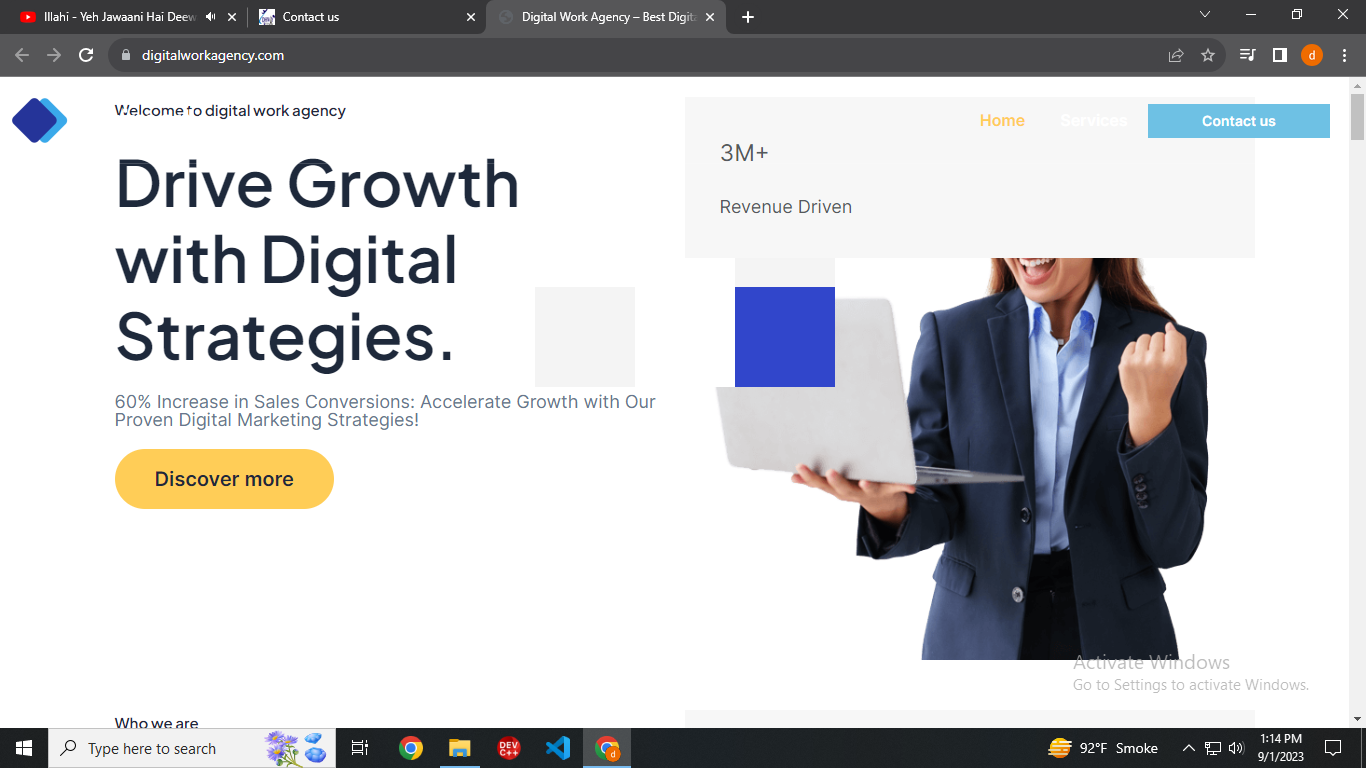 Illahi - Yeh Jawaani Hai Deew
Contact us
Digital Work Agency – Best Digita
digitalworkagency.com
d
Welcome to digital work agency
Home
Services
Contact us
3M+
Revenue Driven
Drive Growth
with Digital
Strategies.
60% Increase in Sales Conversions: Accelerate Growth with Our
Proven Digital Marketing Strategies!
Discover more
Activate Windows
Go to Settings to activate Windows.
Who we are
Type here to search
DEV
C++
d
92°F Smoke
1:14 PM
9/1/2023